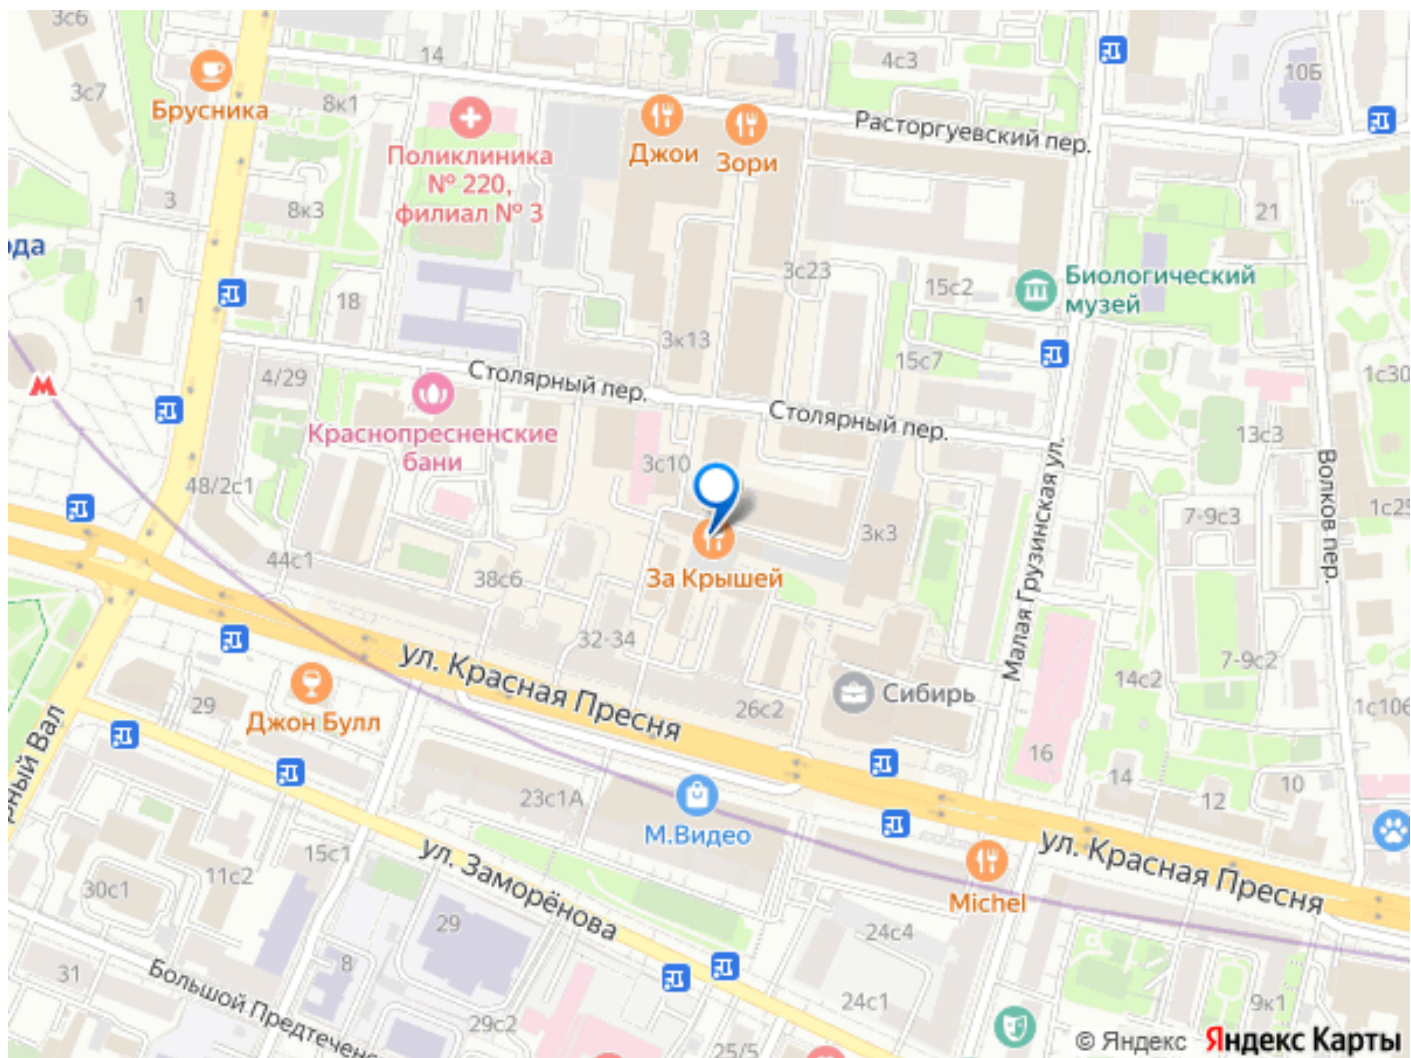 3с6
14
4с3
10Б
3с7
Брусника
8к1
Джои
Зори
Расторгуевский пер.
Поликлиника
№ 220,
филиал № 3
3
8к3
21
ода
1
18
3с23
15с2
Биологический
музей
3к13
15с7
4/29
Столярный пер.
Столярный пер.
1с30
Краснопресненские
бани
13с3
3с10
48/2с1
Малая Грузинская ул.
Волков пер.
7-9с3
1с25
3к3
44с1
38с6
За Крышей
32-34
ул. Красная Пресня
7-9с2
14с2
Сибирь
29
Джон Булл
26с2
1с106
рный Вал
16
14
12
10
23с1А
М.Видео
ул. Красная Пресня
15с1
ул. Заморёнова
11с2
30с1
Michel
29
24с4
8
31
Большой Предтечен
24с1
9к1
29с2
25/5
© Яндекс Яндекс Карты